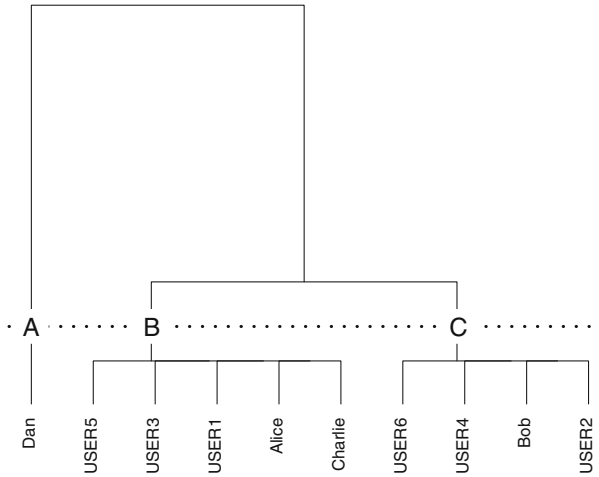 A
B
C
Dan
USER5
USER3
USER1
Alice
Charlie
USER6
USER4
Bob
USER2